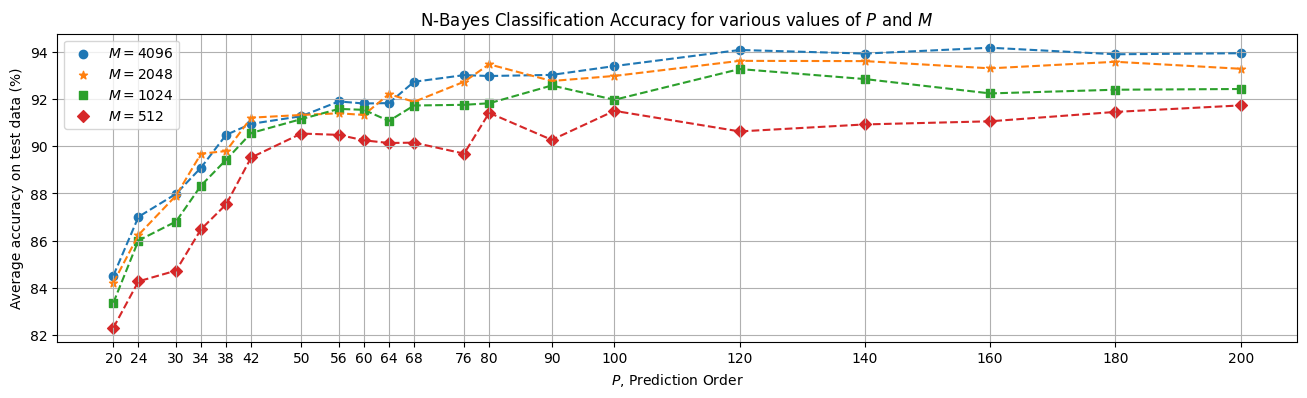 N-Bayes Classification Accuracy for various values of P and M
Average accuracy on test data (%)
94
92
90
88
86
84
82
M = 4096
M = 2048
M = 1024
M = 512
20 24 30 34 38 42 50 56 60 64 68 76 80 90 100 120 140 160 180 200
P, Prediction Order